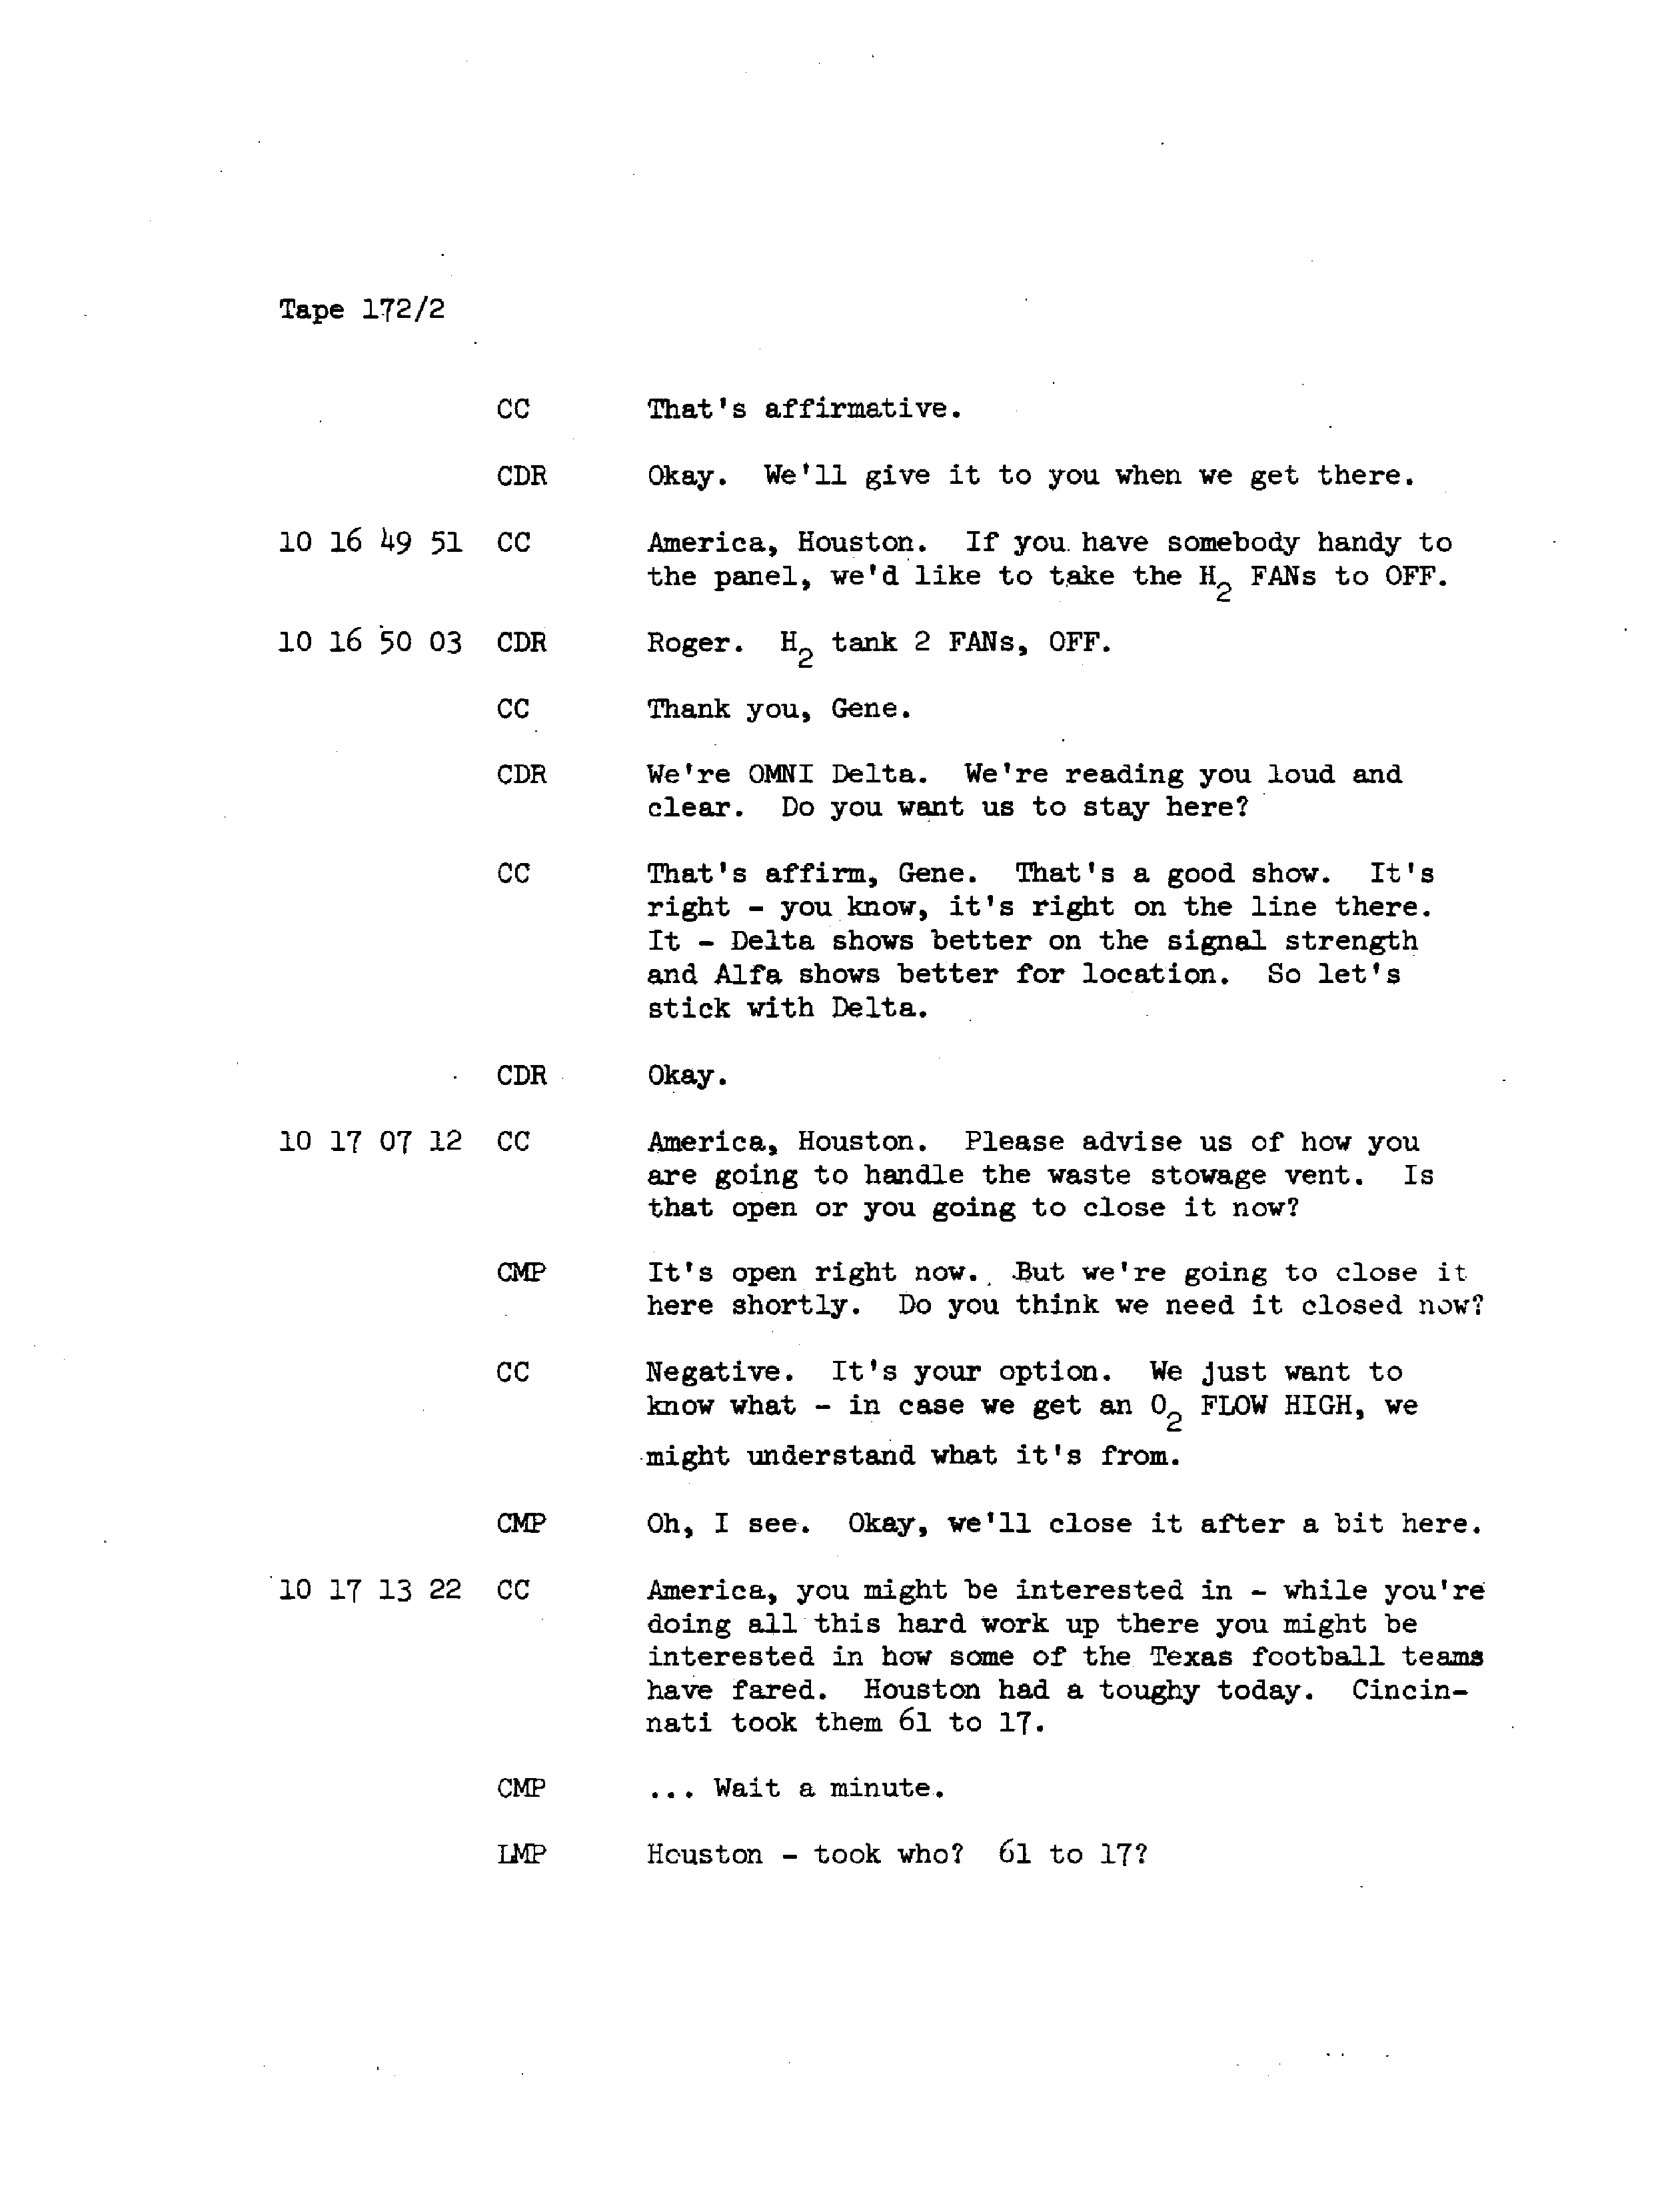 Tape 172/2
CC That's affirmative.
CDR Okay. We'll give it to you when we get there.
10 16 49 51 CC America, Houston. If you have somebody handy to
the panel, we'd like to take the H2 FANs to OFF.
10 16 50 03 CDR Roger. H2 tank 2 FANs, OFF.
CC Thank you, Gene.
CDR We're OMNI Delta. We're reading you loud and
clear. Do you want us to stay here?
CC That's affirm, Gene. That's a good show. It's
right - you know, it's right on the line there.
It - Delta shows better on the signal strength
and Alfa shows better for location. So let's
stick with Delta.
CDR Okay.
10 17 07 12 CC America, Houston. Please advise us of how you
are going to handle the waste stowage vent. Is
that open or you going to close it now?
CMP It's open right now. But we're going to close it
here shortly. Do you think we need it closed now?
CC Negative. It's your option. We just want to
know what - in case we get an O2 FLOW HIGH, we
might understand what it's from.
CMP Oh, I see. Okay, we'll close it after a bit here.
10 17 13 22 CC America, you might be interested in - while you're
doing all this hard work up there you might be
interested in how some of the Texas football teams
have fared. Houston had a toughy today. Cincin-
nati took them 61 to 17.
CMP ... Wait a minute.
LMP Houston - took who? 61 to 17?